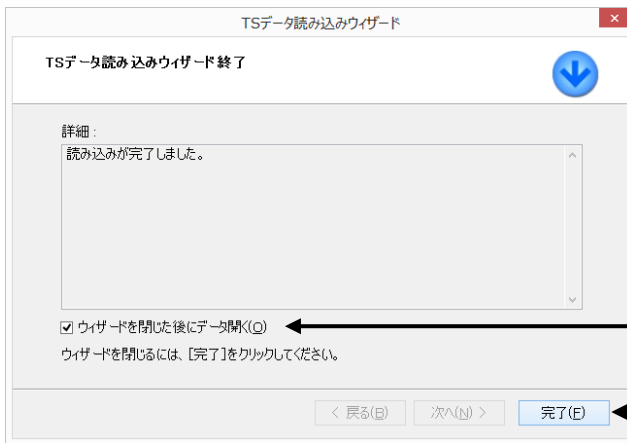 TSデータ読み込みウィザード
TSデータ読み込みウィザード終了
詳細:
読み込みが完了しました。
ウィザードを閉じた後にデータ開く(O)
ウィザードを閉じるには、[完了]をクリックしてください。
< 戻る(B) 次へ(N) > 完了(F)